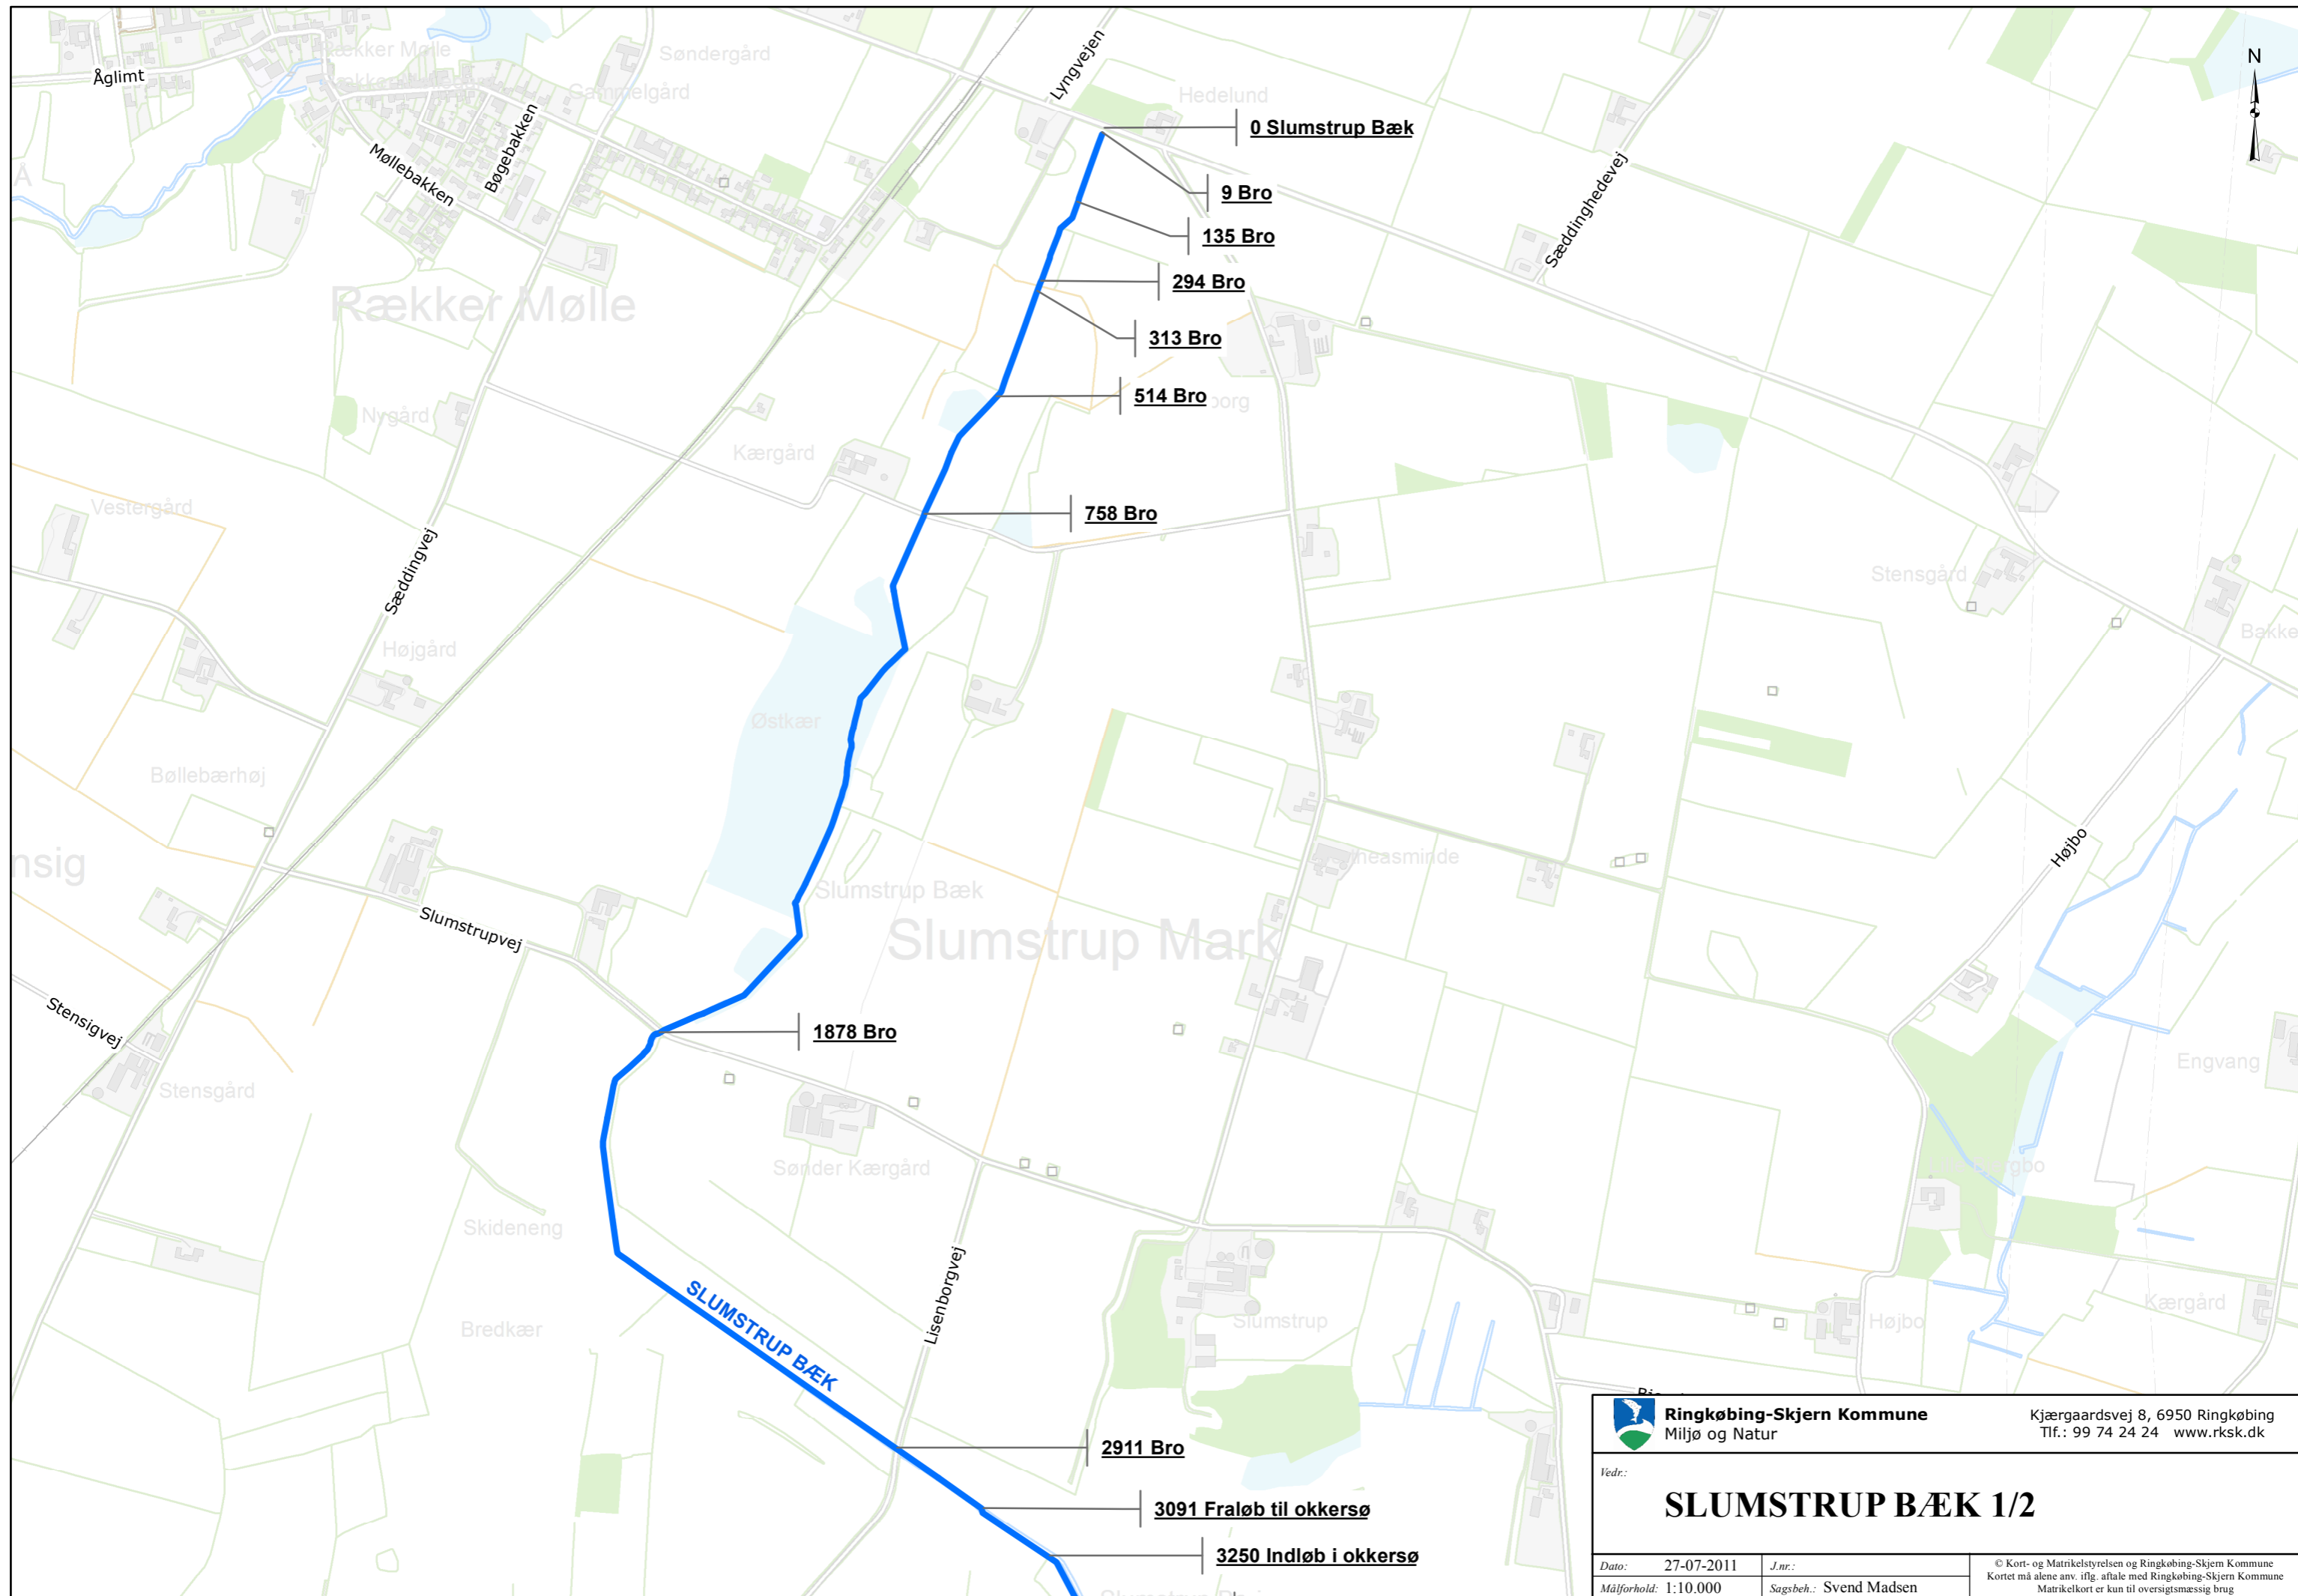 Åglimt
Rækker Mølle
Søndergård
Gammelgård
Lyngvejen
Hedelund
N
0 Slumstrup Bæk
Møllebakken
Bøgebakken
9 Bro
Å
135 Bro
Sæddinghedevej
294 Bro
Rækker Mølle
313 Bro
514 Bro
Nygård
Kærgård
Vestergård
758 Bro
Sæddingvej
Stensgård
Højgård
Bakke
Østkær
Bøllebærhøj
Højbo
nsig
Slumstrup Bæk
Slumstrupvej
Slumstrup Mark
Stensigvej
1878 Bro
Stensgård
Engvang
Sønder Kærgård
Skideneng
Lisenborgvej
SLUMSTRUP BÆK
Bredkær
Slumstrup
Højbo
Kærgård
2911 Bro
3091 Fraløb til okkersø
3250 Indløb i okkersø
Ringkøbing-Skjern Kommune
Miljø og Natur
Kjærgaardsvej 8, 6950 Ringkøbing
Tlf.: 99 74 24 24 www.rksk.dk
Vedr.:
SLUMSTRUP BÆK 1/2
Dato: 27-07-2011
J.nr.:
Målforhold: 1:10.000
Sagsbeh.: Svend Madsen
© Kort- og Matrikelstyrelsen og Ringkøbing-Skjern Kommune
Kortet må alene anv. iflg. aftale med Ringkøbing-Skjern Kommune
Matrikelkort er kun til oversigtsmæssig brug